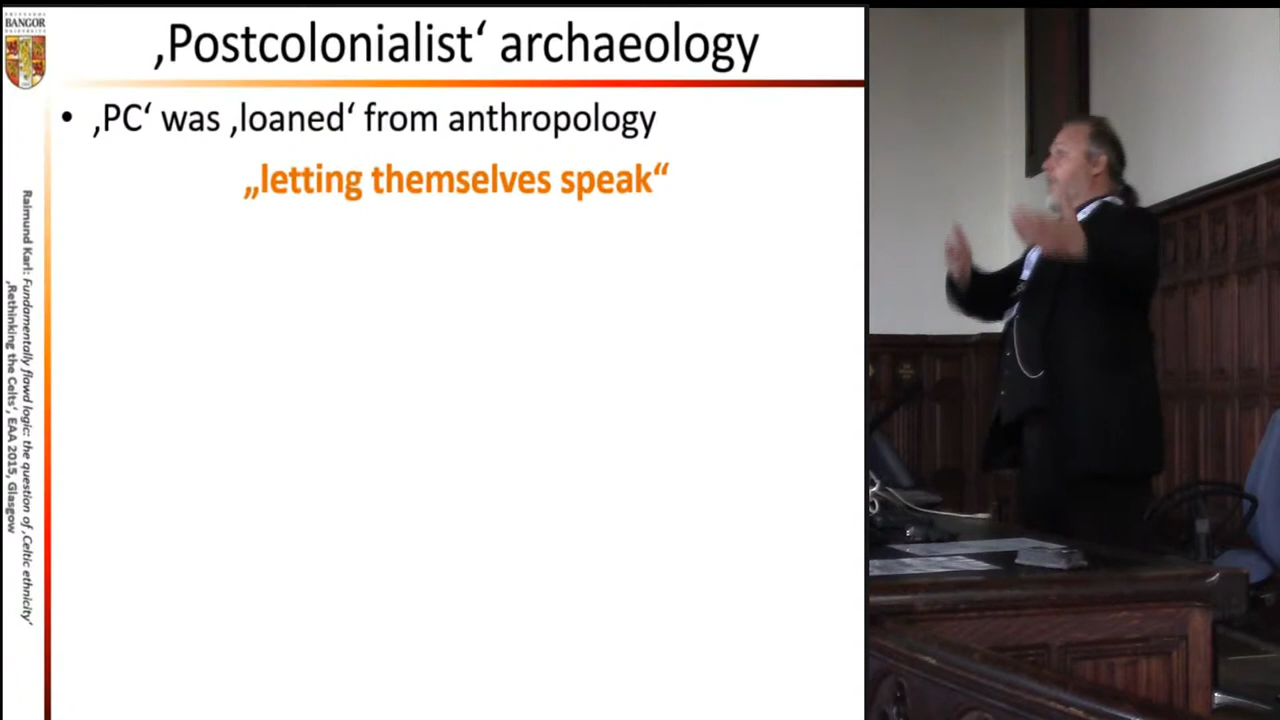 BANGOR
‚Postcolonialist‘ archaeology
• ‚PC‘ was ‚loaned‘ from anthropology
„letting themselves speak“
Raimund Karl: Fundamentally flawd logic: the question of ‚Celtic ethnicity‘
‚Rethinking the Celts‘, EAA 2015, Glasgow